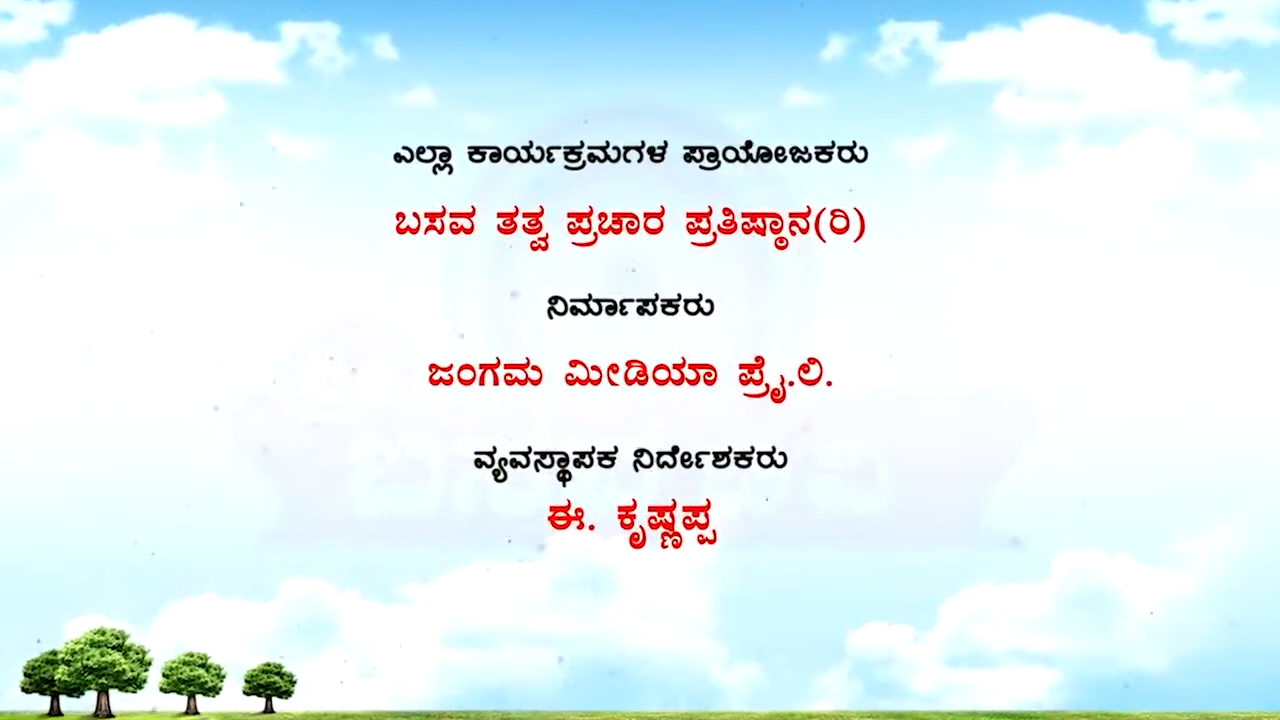 ಎಲ್ಲಾ ಕಾರ್ಯಕ್ರಮಗಳ ಪ್ರಾಯೋಜಕರು
ಬಸವ ತತ್ವ ಪ್ರಚಾರ ಪ್ರತಿಷ್ಠಾನ(ರಿ)
ನಿರ್ಮಾಪಕರು
ಜಂಗಮ ಮೀಡಿಯಾ ಪ್ರೈ.ಲಿ.
ವ್ಯವಸ್ಥಾಪಕ ನಿರ್ದೇಶಕರು
ಈ. ಕೃಷ್ಣಪ್ಪ